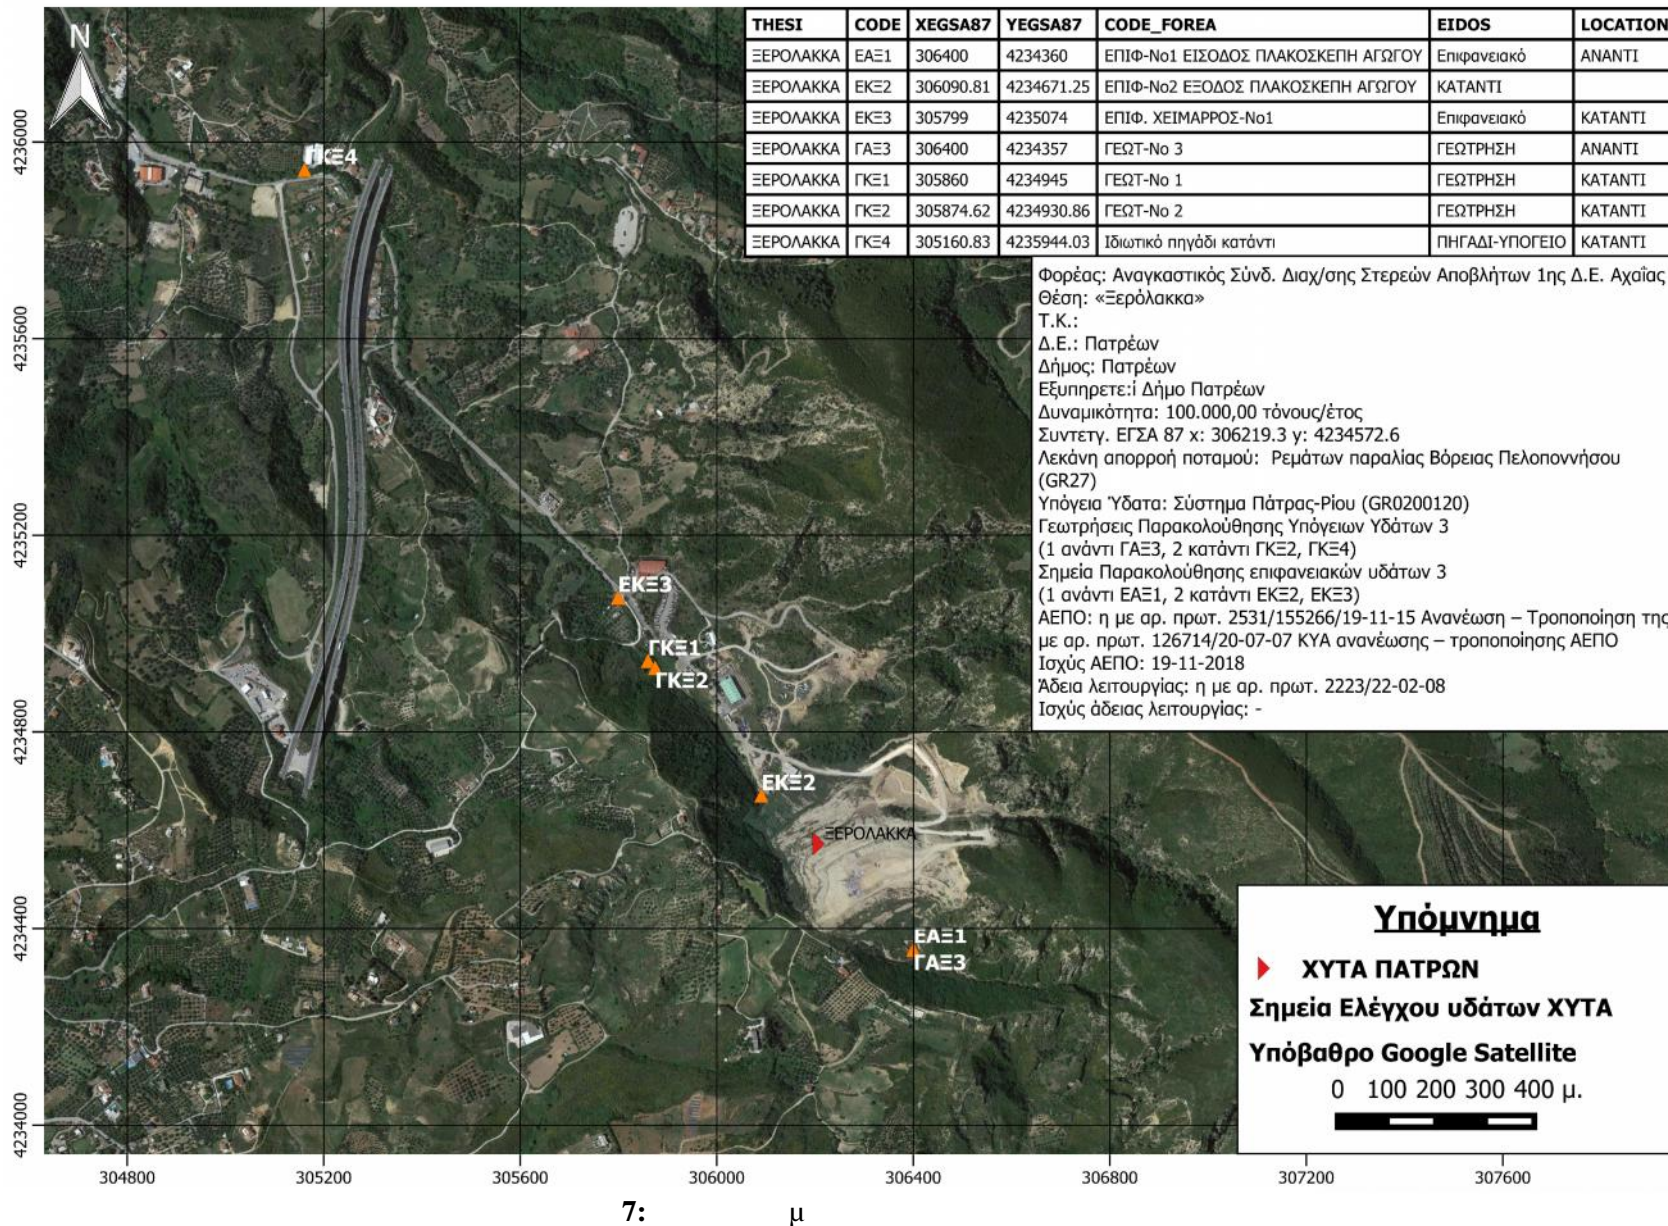 THESI CODE XEGSA87 YEGSA87 CODE_FOREA EIDOS LOCATION
ΞΕΡΟΛΑΚΚΑ ΕΑΞ1 306400 4234360 ΕΠΙΦ-Νο1 ΕΙΣΟΔΟΣ ΠΛΑΚΟΣΚΕΠΗ ΑΓΩΓΟΥ Επιφανειακό ΑΝΑΝΤΙ
ΞΕΡΟΛΑΚΚΑ ΕΚΞ2 306090.81 4234671.25 ΕΠΙΦ-Νο2 ΕΞΟΔΟΣ ΠΛΑΚΟΣΚΕΠΗ ΑΓΩΓΟΥ ΚΑΤΑΝΤΙ
ΞΕΡΟΛΑΚΚΑ ΕΚΞ3 305799 4235074 ΕΠΙΦ. ΧΕΙΜΑΡΡΟΣ-Νο1 Επιφανειακό ΚΑΤΑΝΤΙ
ΞΕΡΟΛΑΚΚΑ ΓΑΞ3 306400 4234357 ΓΕΩΤ-Νο 3 ΓΕΩΤΡΗΣΗ ΑΝΑΝΤΙ
ΞΕΡΟΛΑΚΚΑ ΓΚΞ1 305860 4234945 ΓΕΩΤ-Νο 1 ΓΕΩΤΡΗΣΗ ΚΑΤΑΝΤΙ
ΞΕΡΟΛΑΚΚΑ ΓΚΞ2 305874.62 4234930.86 ΓΕΩΤ-Νο 2 ΓΕΩΤΡΗΣΗ ΚΑΤΑΝΤΙ
ΞΕΡΟΛΑΚΚΑ ΓΚΞ4 305160.83 4235944.03 Ιδιωτικό πηγάδι κατάντι ΠΗΓΑΔΙ-ΥΠΟΓΕΙΟ ΚΑΤΑΝΤΙ
Φορέας: Αναγκαστικός Σύνδ. Διαχ/σης Στερεών Αποβλήτων 1ης Δ.Ε. Αχαΐας
Θέση: «Ξερόλακκα»
Τ.Κ.:
Δ.Ε.: Πατρέων
Δήμος: Πατρέων
Εξυπηρετε:ί Δήμο Πατρέων
Δυναμικότητα: 100.000,00 τόνους/έτος
Συντετγ. ΕΓΣΑ 87 x: 306219.3 y: 4234572.6
Λεκάνη απορροή ποταμού: Ρεμάτων παραλίας Βόρειας Πελοποννήσου
(GR27)
Υπόγεια Ύδατα: Σύστημα Πάτρας-Ρίου (GR0200120)
Γεωτρήσεις Παρακολούθησης Υπόγειων Υδάτων 3
(1 ανάντι ΓΑΞ3, 2 κατάντι ΓΚΞ2, ΓΚΞ4)
Σημεία Παρακολούθησης επιφανειακών υδάτων 3
(1 ανάντι ΕΑΞ1, 2 κατάντι ΕΚΞ2, ΕΚΞ3)
ΑΕΠΟ: η με αρ. πρωτ. 2531/155266/19-11-15 Ανανέωση – Τροποποίηση της
με αρ. πρωτ. 126714/20-07-07 ΚΥΑ ανανέωσης – τροποποίησης ΑΕΠΟ
Ισχύς ΑΕΠΟ: 19-11-2018
Άδεια λειτουργίας: η με αρ. πρωτ. 2223/22-02-08
Ισχύς άδειας λειτουργίας: -
N
ΓΚΞ4
ΕΚΞ3
ΓΚΞ1
ΓΚΞ2
ΕΚΞ2
ΞΕΡΟΛΑΚΚΑ
ΕΑΞ1
ΓΑΞ3
4236000
4235600
4235200
4234800
4234400
4234000
Υπόμνημα
ΧΥΤΑ ΠΑΤΡΩΝ
Σημεία Ελέγχου υδάτων ΧΥΤΑ
Υπόβαθρο Google Satellite
0 100 200 300 400 μ.
304800 305200 305600 306000 306400 306800 307200 307600
7: μ